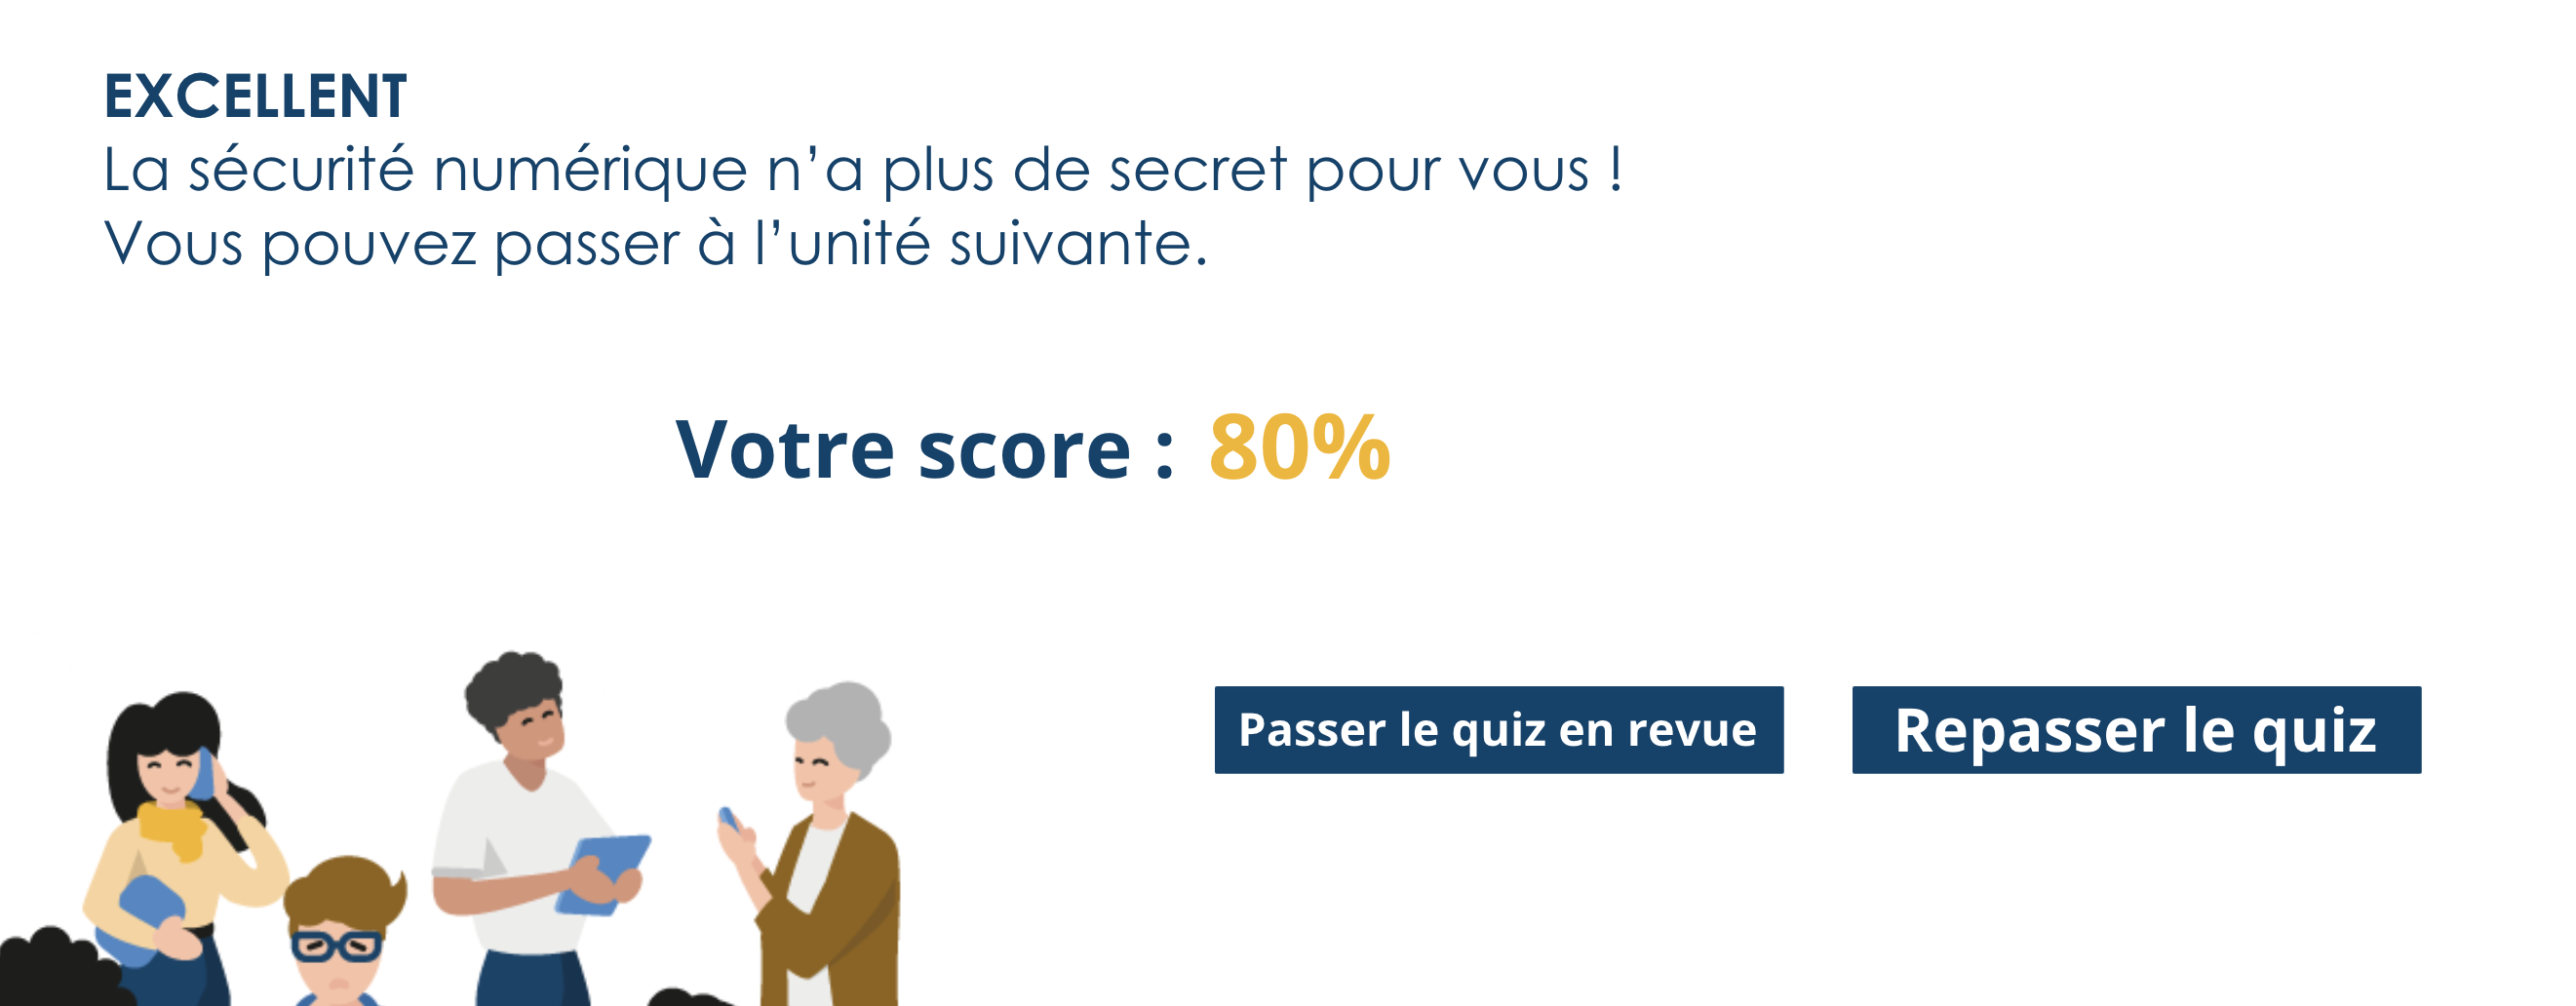 EXCELLENT
La sécurité numérique n’a plus de secret pour vous !
Vous pouvez passer à l’unité suivante.
Votre score : 80%
Passer le quiz en revue
Repasser le quiz